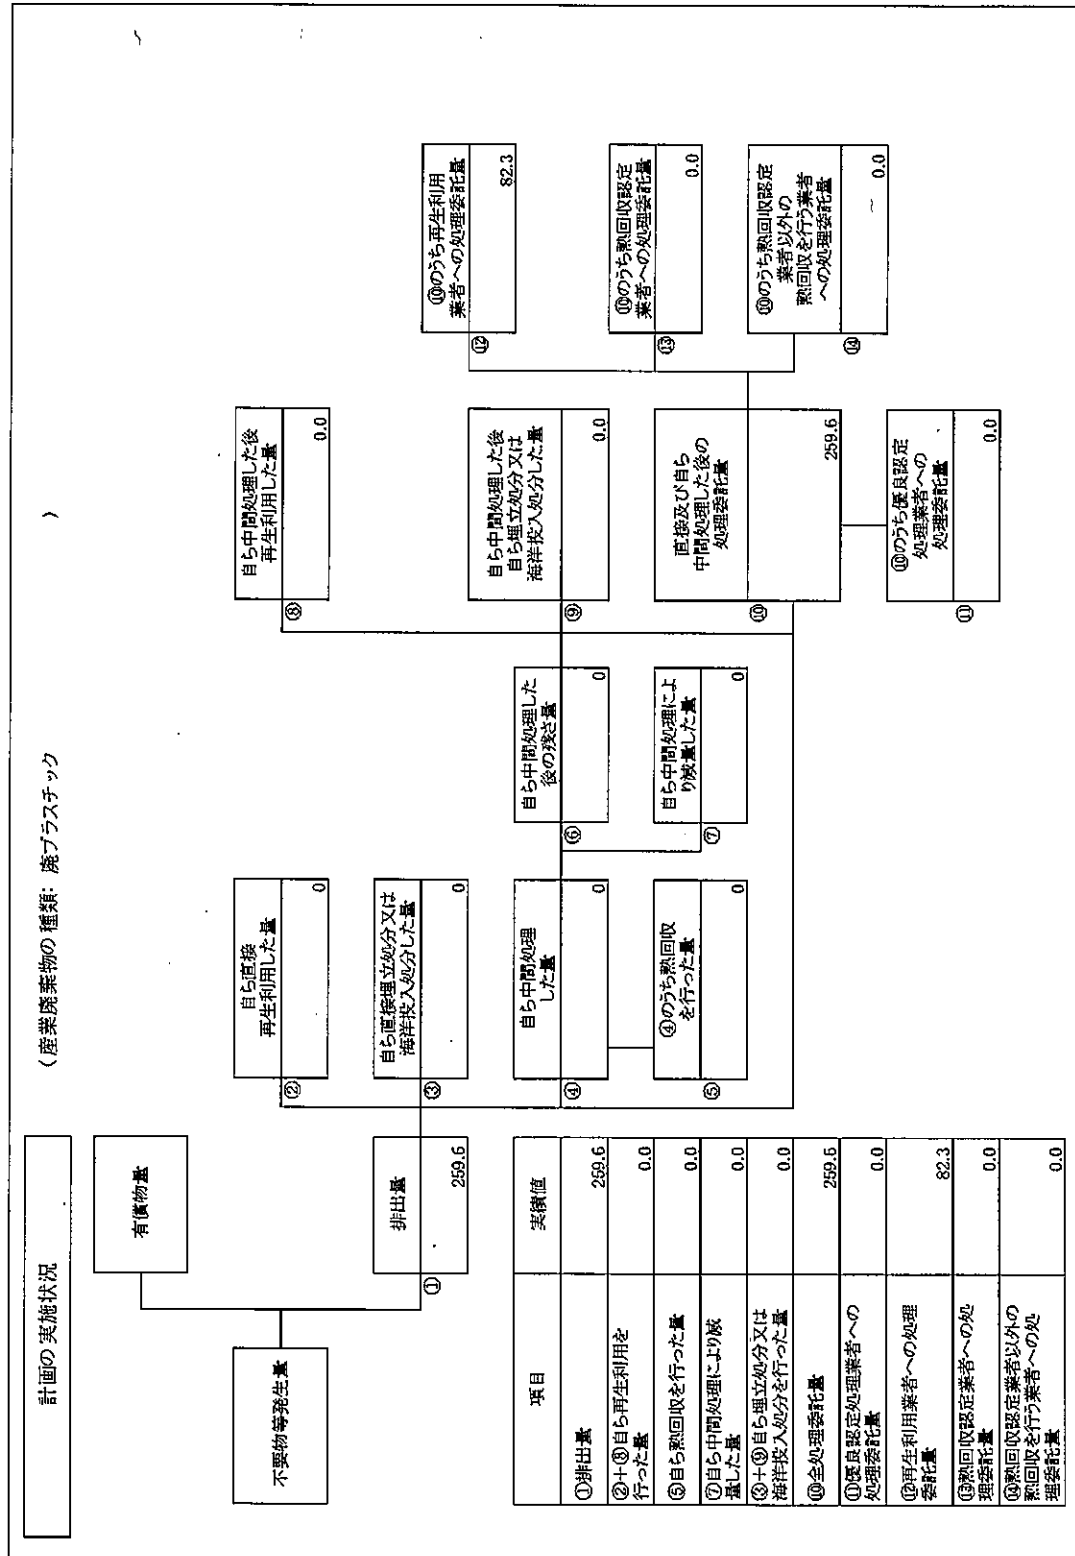 計画の実施状況
（産業廃棄物の種類: 廃プラスチック ）
不要物等発生量
有償物量
①
排出量
259.6
②
自ら直接
再生利用した量
0
③
自ら直接埋立処分又は
海洋投入処分した量
0
④
自ら中間処理
した量
0
⑤
④のうち熱回収
を行った量
0
⑥
自ら中間処理した
後の残さ量
0
⑦
自ら中間処理によ
り減量した量
0
⑧
自ら中間処理した後
再生利用した量
0.0
⑨
自ら中間処理した後
自ら埋立処分又は
海洋投入処分した量
0.0
⑩
直接及び自ら
中間処理した後の
処理委託量
259.6
⑪
⑩のうち優良認定
処理業者への
処理委託量
0.0
⑫
⑩のうち再生利用
業者への処理委託量
82.3
⑬
⑩のうち熱回収認定
業者への処理委託量
0.0
⑭
⑩のうち熱回収認定
業者以外の
熱回収を行う業者
への処理委託量
0.0
項目 実績値
①排出量 259.6
②+⑧自ら再生利用を
行った量 0.0
⑤自ら熱回収を行った量 0.0
⑦自ら中間処理により減
量した量 0.0
③+⑨自ら埋立処分又は
海洋投入処分を行った量 0.0
⑩全処理委託量 259.6
⑪優良認定処理業者への
処理委託量 0.0
⑫再生利用業者への処理
委託量 82.3
⑬熱回収認定業者への処
理委託量 0.0
⑭熱回収認定業者以外の
熱回収を行う業者への処
理委託量 0.0